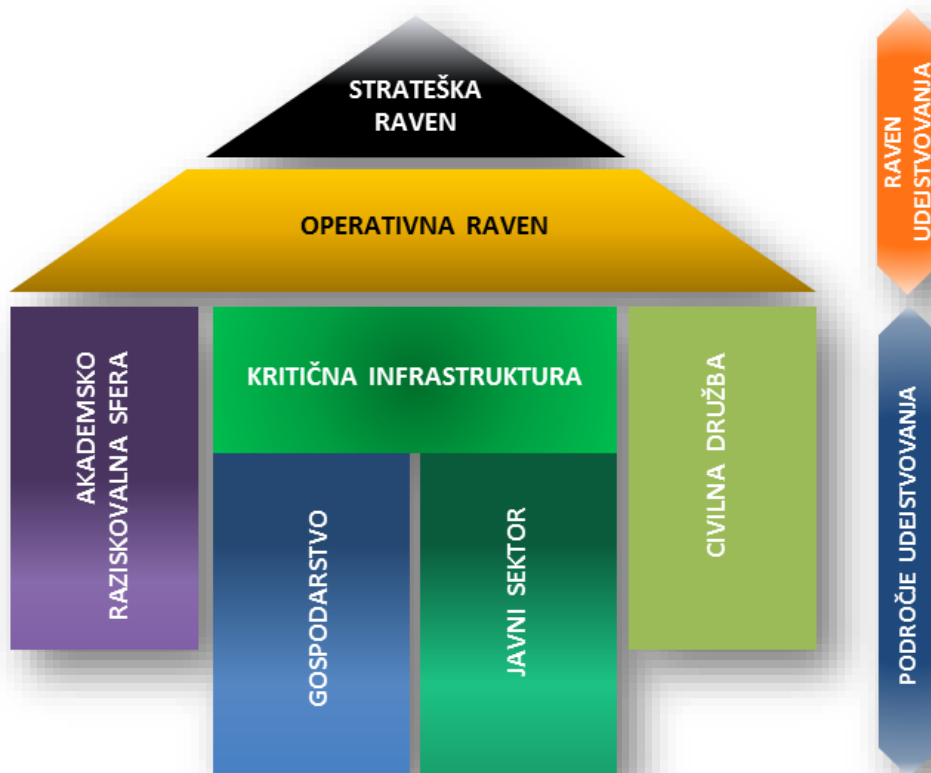 STRATEŠKA
RAVEN
OPERATIVNA RAVEN
RAVEN
UDEJSTVOVANJA
AKADEMSKO
RAZISKOVALNA SFERA
KRITIČNA INFRASTRUKTURA
CIVILNA DRUŽBA
GOSPODARSTVO
JAVNI SEKTOR
PODROČJE UDEJSTVOVANJA